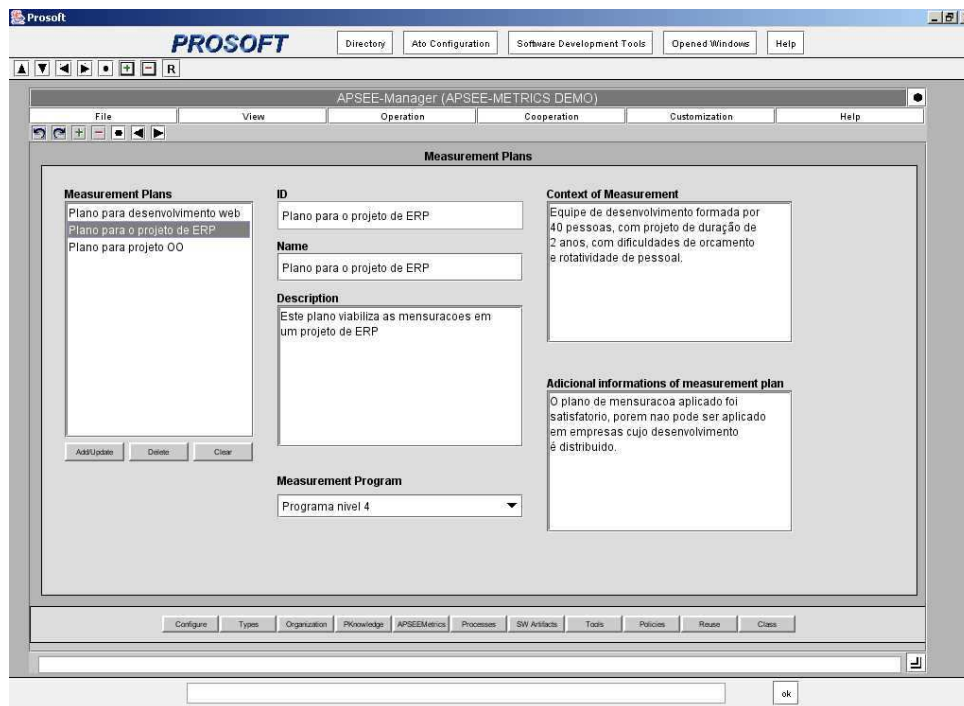 Prosoft
PROSOFT
Directory
Ato Configuration
Software Development Tools
Opened Windows
Help
R
APSEE-Manager (APSEE-METRICS DEMO)
File
View
Operation
Cooperation
Customization
Help
Measurement Plans
Measurement Plans
Plano para desenvolvimento web
Plano para o projeto de ERP
Plano para projeto OO
Add/Update
Delete
Clear
ID
Plano para o projeto de ERP
Name
Plano para o projeto de ERP
Description
Este plano viabiliza as mensuracoes em
um projeto de ERP
Measurement Program
Programa nivel 4
Context of Measurement
Equipe de desenvolvimento formada por
40 pessoas, com projeto de duração de
2 anos, com dificuldades de orcamento
e rotatividade de pessoal.
Adicional informations of measurement plan
O plano de mensuracoa aplicado foi
satisfatorio, porem nao pode ser aplicado
em empresas cujo desenvolvimento
é distribuido.
Configure
Types
Organization
PKnowledge
APSEEMetrics
Processes
SW Artifacts
Tools
Policies
Reuse
Class
ok